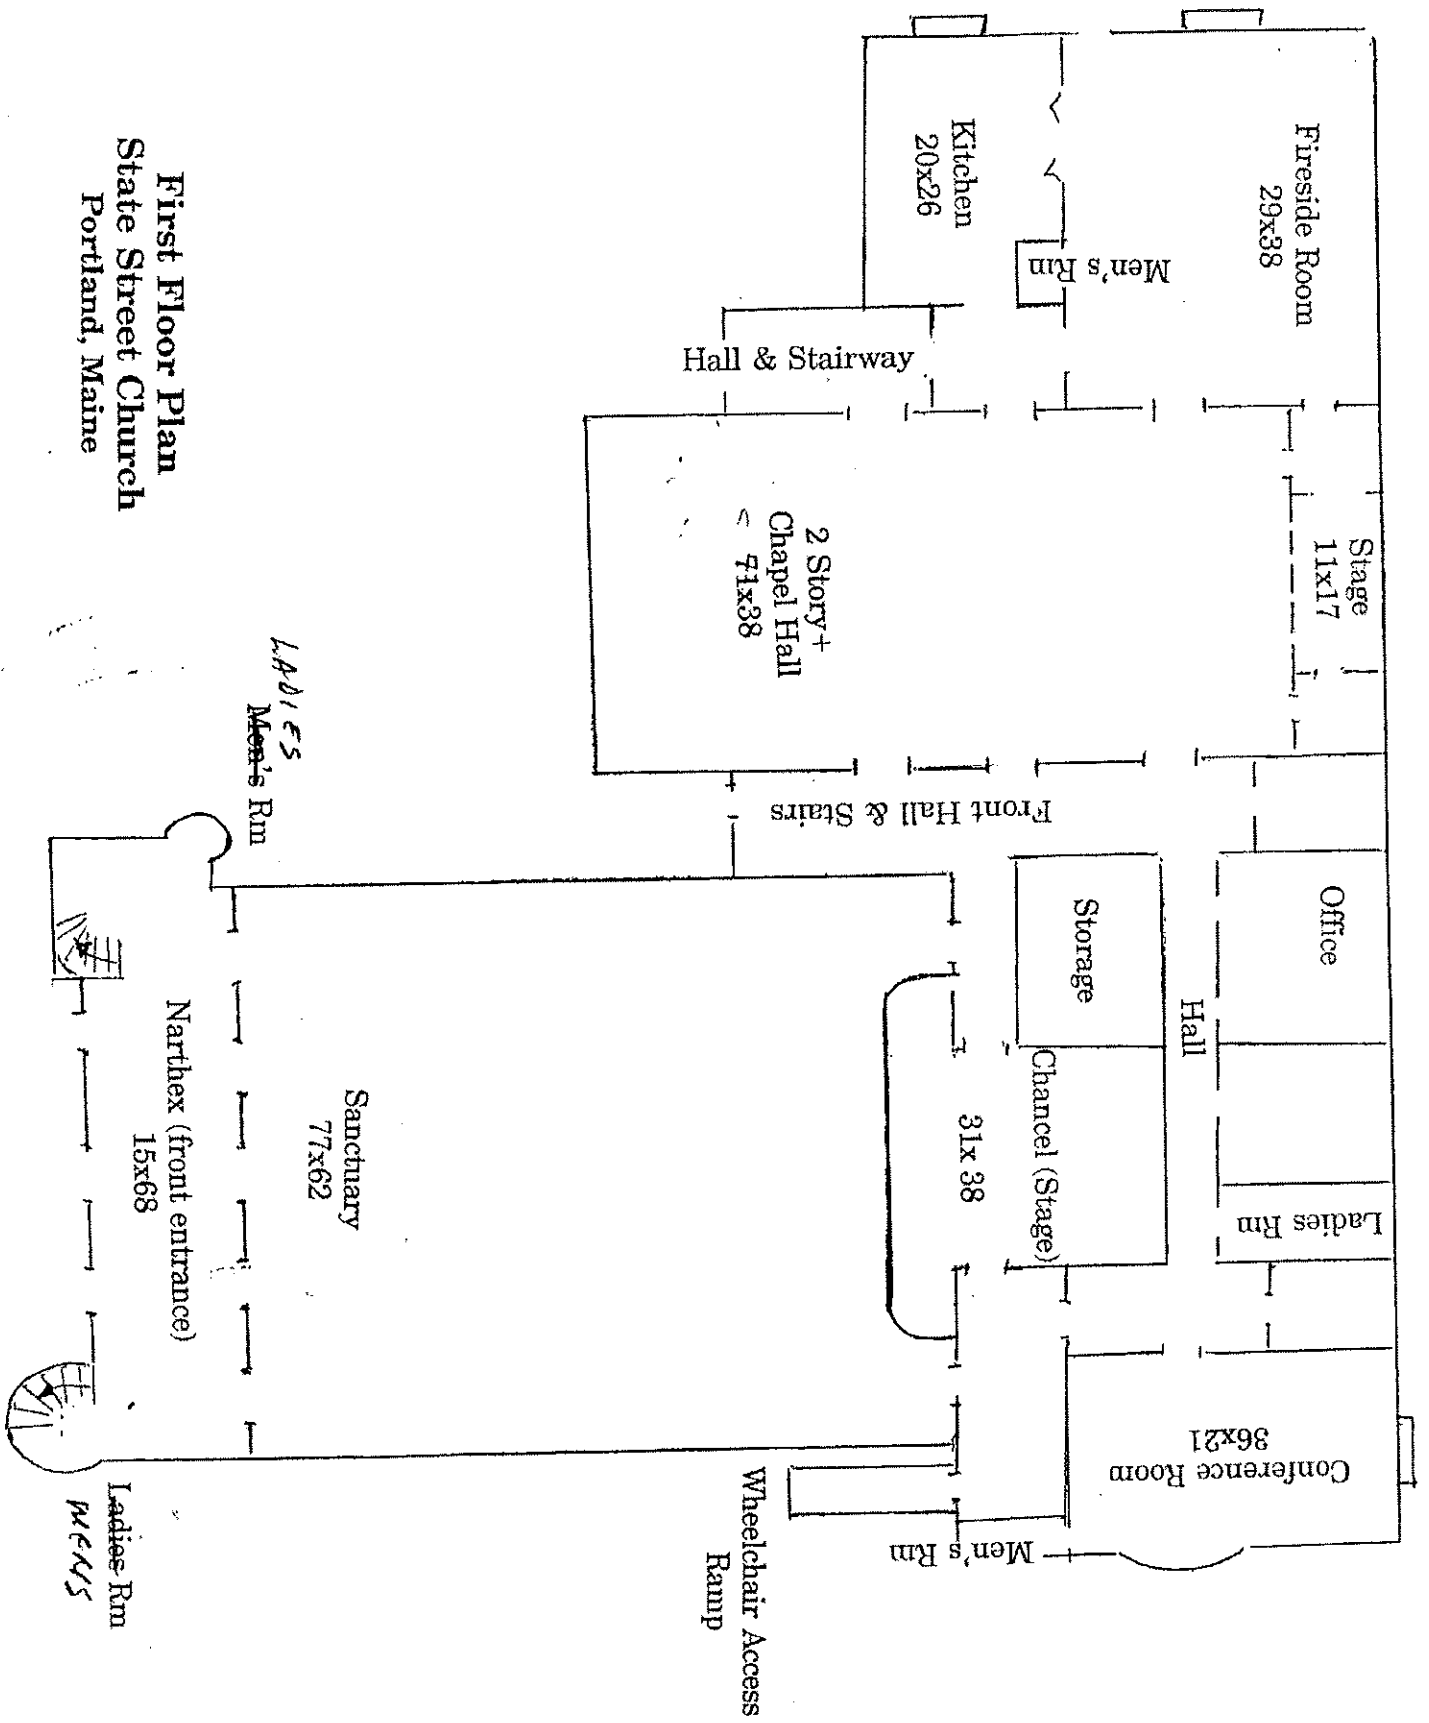 Fireside Room
29x38
Kitchen
20x26
Men's Rm
Hall & Stairway
Stage
11x17
2 Story+
Chapel Hall
71x38
Front Hall & Stairs
Office
Storage
Hall
Chancel (Stage)
31x 38
Ladies Rm
Conference Room
36x21
Men's Rm
Wheelchair Access
Ramp
Sanctuary
77x62
Narthex (front entrance)
15x68
LADIES
Men's Rm
Ladies Rm
MENS
First Floor Plan
State Street Church
Portland, Maine